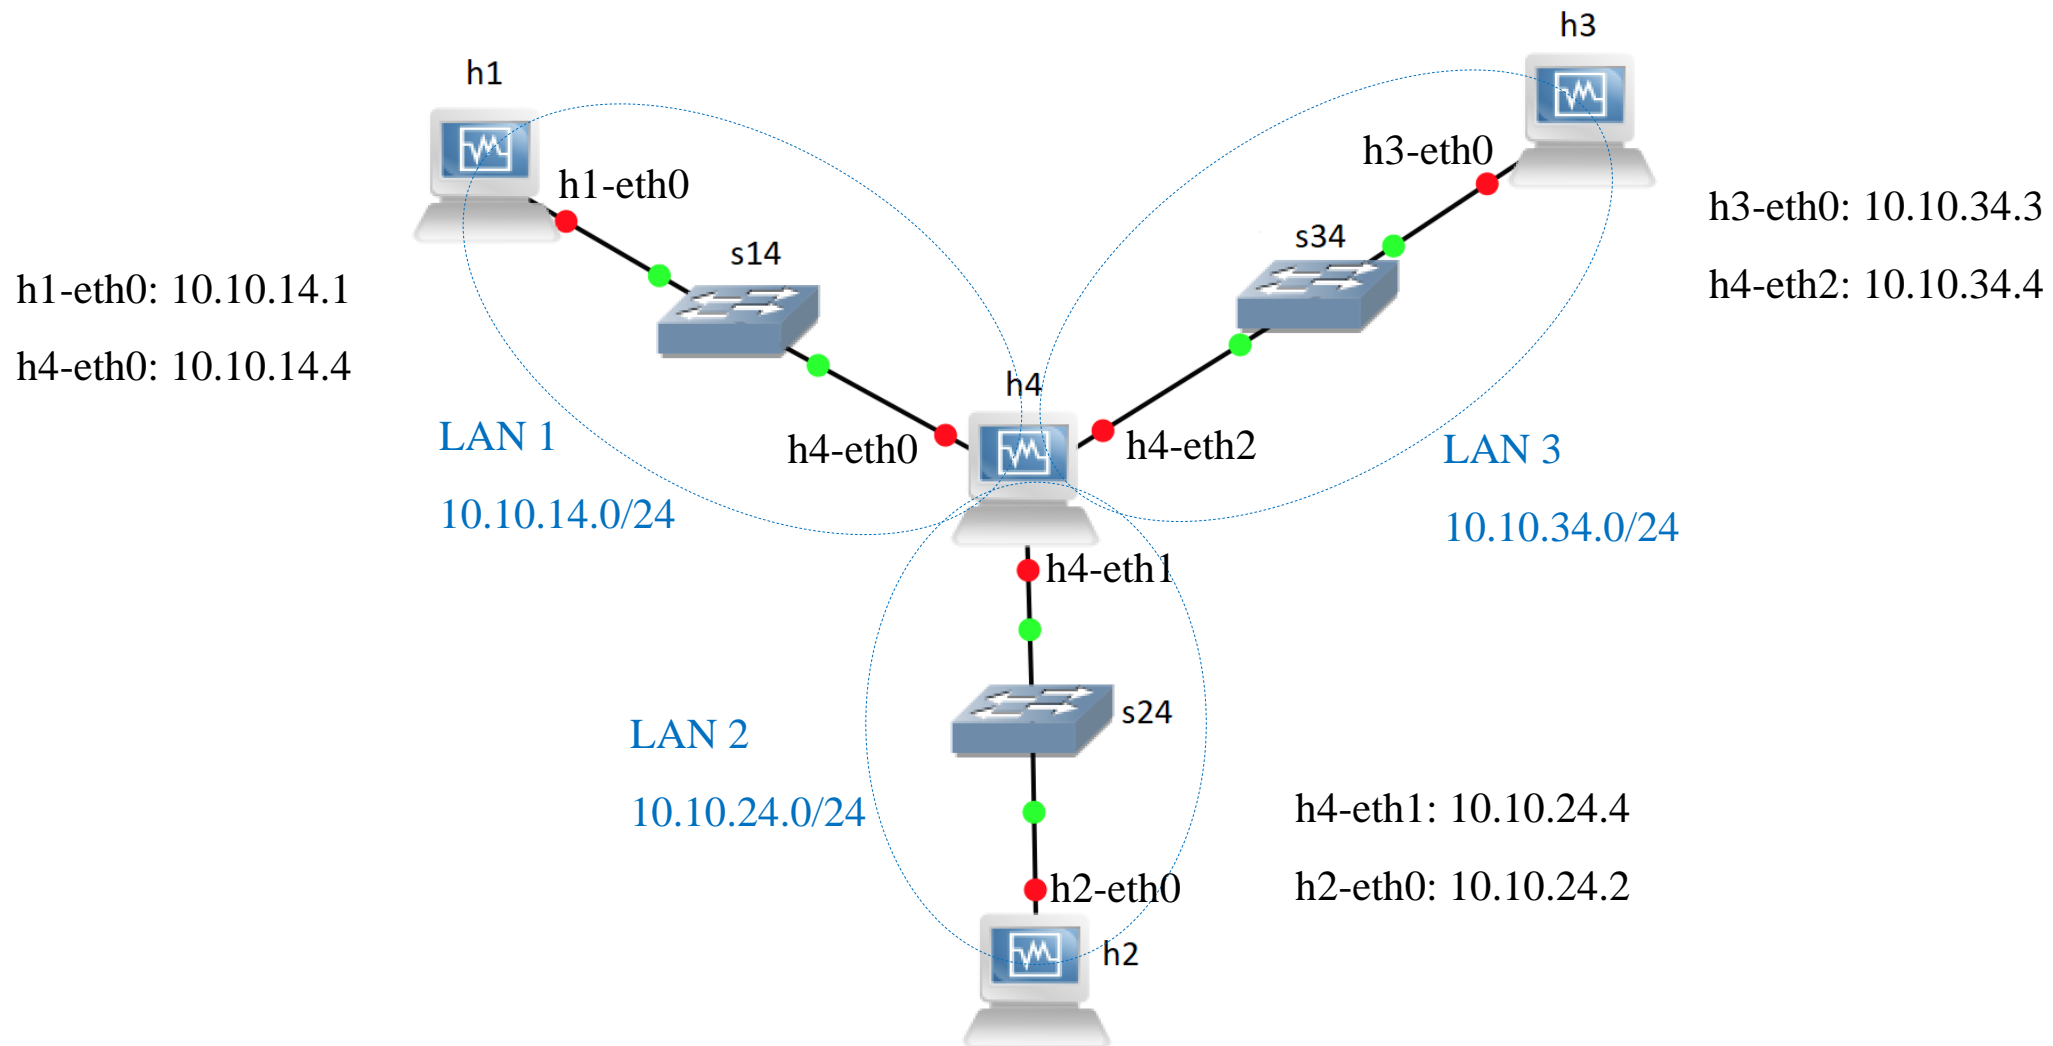 h3
h1
h3-eth0
h1-eth0
h3-eth0: 10.10.34.3
s34
s14
h1-eth0: 10.10.14.1
h4-eth2: 10.10.34.4
h4-eth0: 10.10.14.4
h4
LAN 1
h4-eth0
h4-eth2
LAN 3
10.10.14.0/24
10.10.34.0/24
h4-eth1
s24
LAN 2
10.10.24.0/24
h4-eth1: 10.10.24.4
h2-eth0
h2-eth0: 10.10.24.2
h2